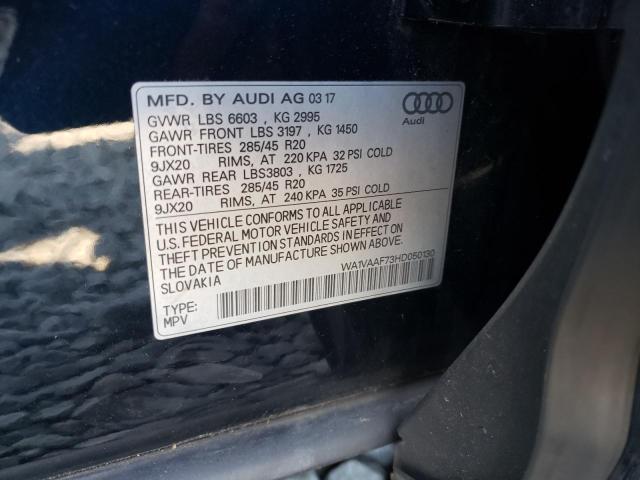 MFD. BY AUDI AG 03 17
GVWR LBS 6603 , KG 2995
GAWR FRONT LBS 3197 , KG 1450
FRONT-TIRES 285/45 R20
9JX20 RIMS, AT 220 KPA 32 PSI COLD
GAWR REAR LBS3803 , KG 1725
REAR-TIRES 285/45 R20
9JX20 RIMS, AT 240 KPA 35 PSI COLD
THIS VEHICLE CONFORMS TO ALL APPLICABLE
U.S. FEDERAL MOTOR VEHICLE SAFETY AND
THEFT PREVENTION STANDARDS IN EFFECT ON
THE DATE OF MANUFACTURE SHOWN ABOVE.
SLOVAKIA
WA1VAAF73HD050130
TYPE:
MPV
Audi